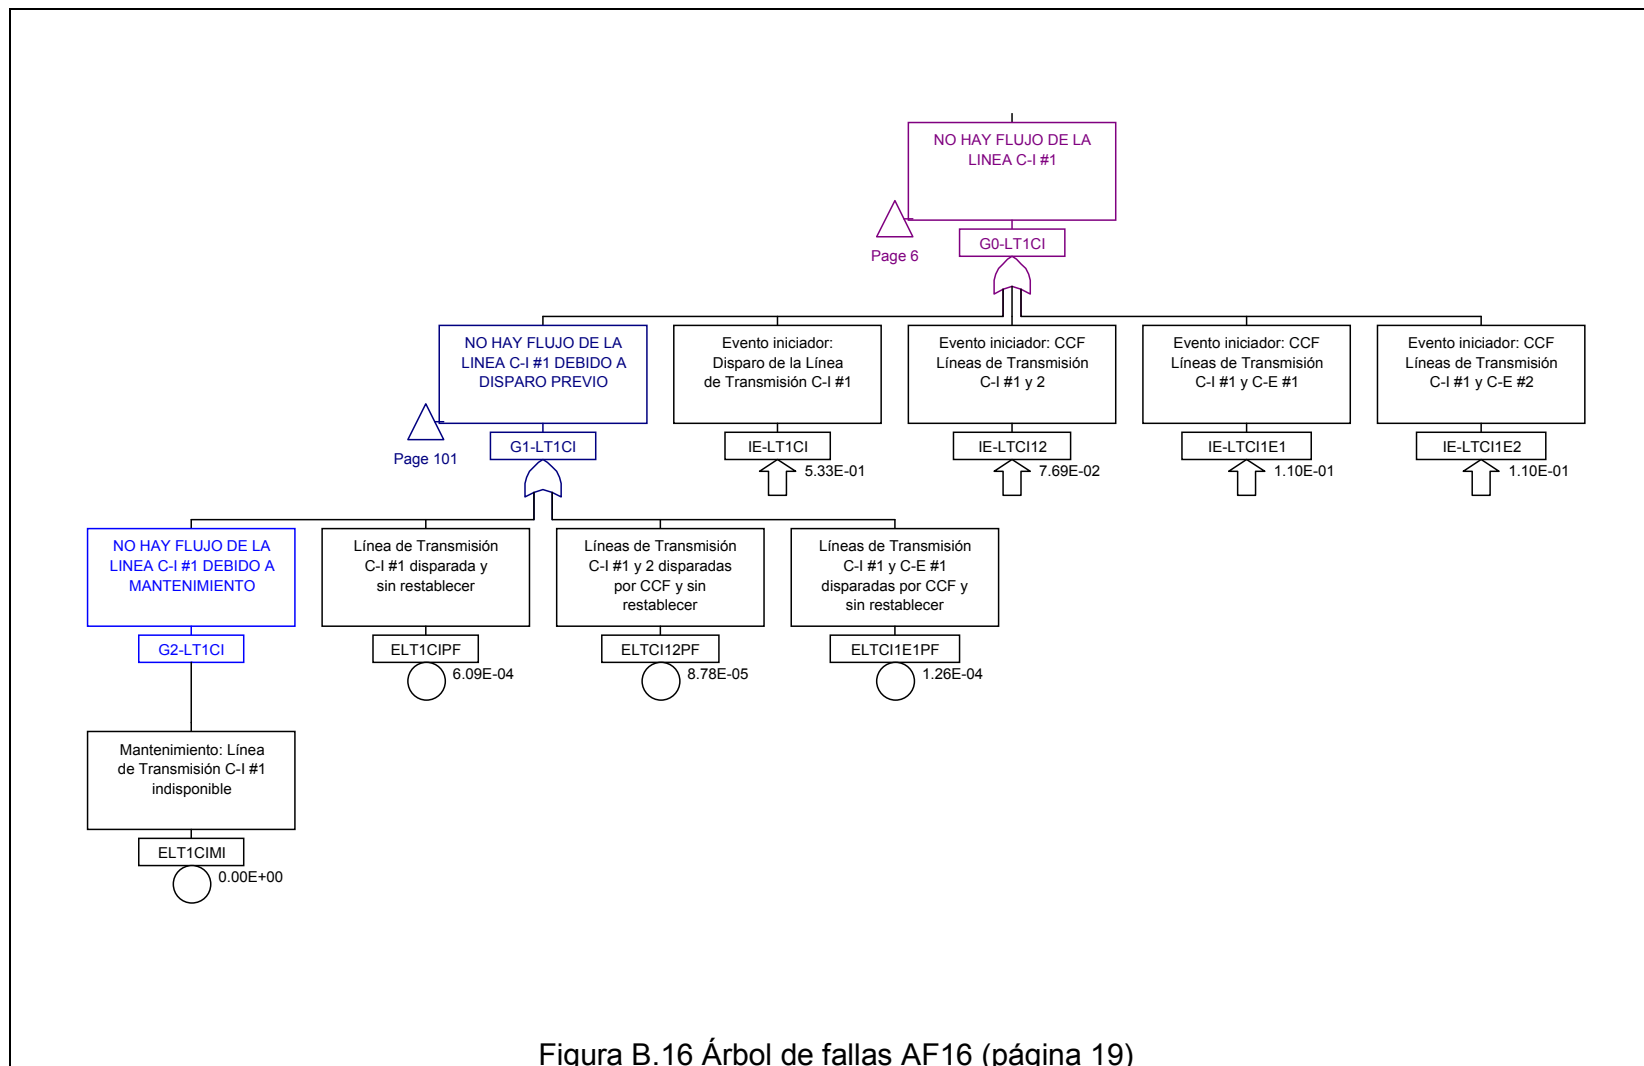 NO HAY FLUJO DE LA
LINEA C-I #1
Page 6
G0-LT1CI
NO HAY FLUJO DE LA
LINEA C-I #1 DEBIDO A
DISPARO PREVIO
Page 101
G1-LT1CI
Evento iniciador:
Disparo de la Línea
de Transmisión C-I #1
IE-LT1CI
5.33E-01
Evento iniciador: CCF
Líneas de Transmisión
C-I #1 y 2
IE-LTCI12
7.69E-02
Evento iniciador: CCF
Líneas de Transmisión
C-I #1 y C-E #1
IE-LTCI1E1
1.10E-01
Evento iniciador: CCF
Líneas de Transmisión
C-I #1 y C-E #2
IE-LTCI1E2
1.10E-01
NO HAY FLUJO DE LA
LINEA C-I #1 DEBIDO A
MANTENIMIENTO
G2-LT1CI
Línea de Transmisión
C-I #1 disparada y
sin restablecer
ELT1CIPF
6.09E-04
Líneas de Transmisión
C-I #1 y 2 disparadas
por CCF y sin
restablecer
ELTCI12PF
8.78E-05
Líneas de Transmisión
C-I #1 y C-E #1
disparadas por CCF y
sin restablecer
ELTCI1E1PF
1.26E-04
Mantenimiento: Línea
de Transmisión C-I #1
indisponible
ELT1CIMI
0.00E+00
Figura B.16 Árbol de fallas AF16 (página 19)